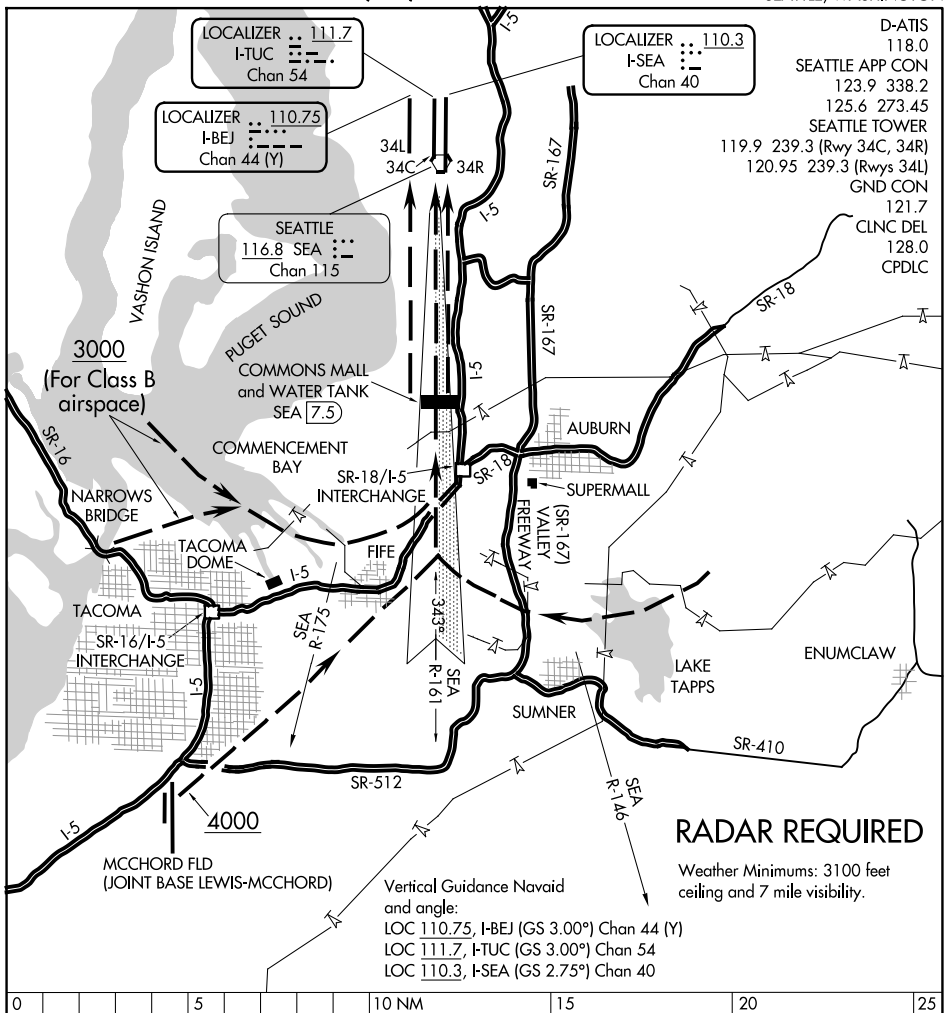 SEATTLE, WASHINGTON
D-ATIS
118.0
SEATTLE APP CON
123.9 338.2
125.6 273.45
SEATTLE TOWER
119.9 239.3 (Rwy 34C, 34R)
120.95 239.3 (Rwys 34L)
GND CON
121.7
CLNC DEL
128.0
CPDLC
LOCALIZER 111.7
I-TUC
Chan 54
LOCALIZER 110.3
I-SEA
Chan 40
LOCALIZER 110.75
I-BEJ
Chan 44 (Y)
34L
34C
34R
I-5
SR-167
I-5
SEATTLE
116.8 SEA
Chan 115
VASHON ISLAND
PUGET SOUND
SR-18
SR-167
I-5
3000
(For Class B
airspace)
COMMONS MALL
and WATER TANK
SEA 7.5
SR-16
COMMENCEMENT
BAY
AUBURN
SR-18/I-5
INTERCHANGE
SR-18
SUPERMALL
NARROWS
BRIDGE
(SR-167)
VALLEY
FREEWAY
TACOMA
DOME
FIFE
I-5
TACOMA
SR-16/I-5
INTERCHANGE
SEA
R-175
343°
SEA
R-161
I-5
LAKE
TAPPS
ENUMCLAW
SUMNER
SR-410
SR-512
SEA
R-146
I-5
4000
MCCHORD FLD
(JOINT BASE LEWIS-MCCHORD)
RADAR REQUIRED
Weather Minimums: 3100 feet
ceiling and 7 mile visibility.
Vertical Guidance Navaid
and angle:
LOC 110.75, I-BEJ (GS 3.00°) Chan 44 (Y)
LOC 111.7, I-TUC (GS 3.00°) Chan 54
LOC 110.3, I-SEA (GS 2.75°) Chan 40
0 5 10 NM 15 20 25